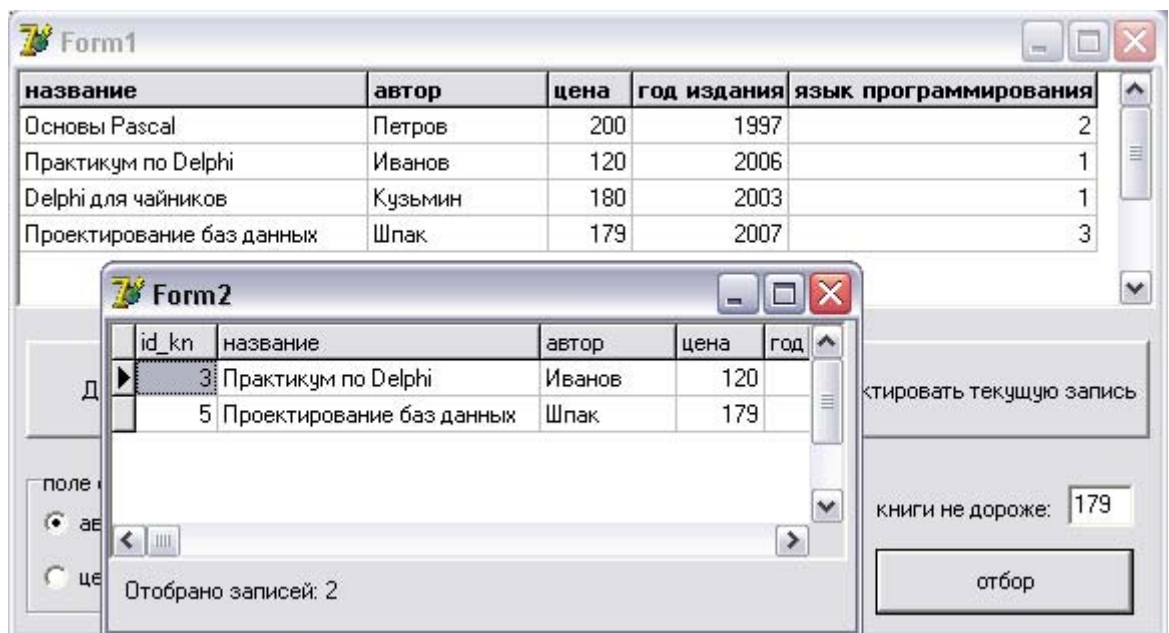 Form1
название автор цена год издания язык программирования
Основы Pascal Петров 200 1997 2
Практикум по Delphi Иванов 120 2006 1
Delphi для чайников Кузьмин 180 2003 1
Проектирование баз данных Шпак 179 2007 3
Form2
id_kn название автор цена год
3 Практикум по Delphi Иванов 120
5 Проектирование баз данных Шпак 179
Отобрано записей: 2
Д
ктировать текущую запись
поле
ав
це
книги не дороже: 179
отбор